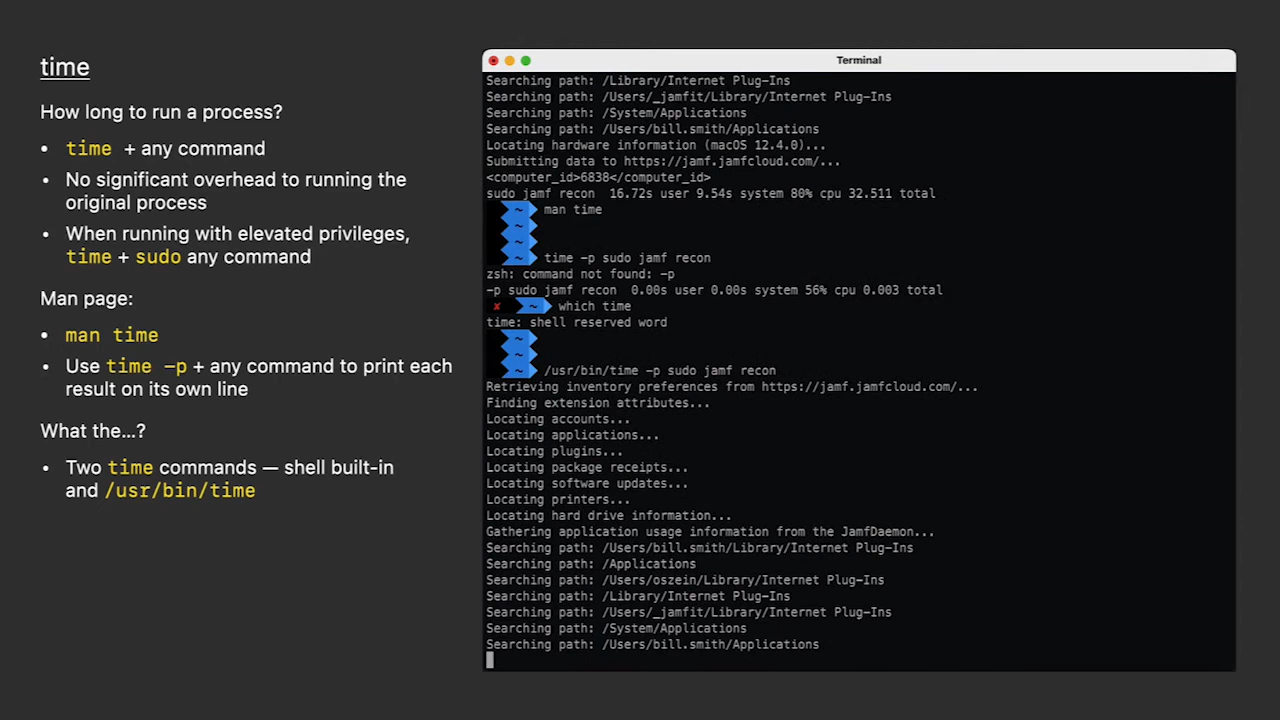 time
How long to run a process?
• time + any command
• No significant overhead to running the
original process
• When running with elevated privileges,
time + sudo any command
Man page:
• man time
• Use time -p + any command to print each
result on its own line
What the...?
• Two time commands — shell built-in
and /usr/bin/time
Terminal
Searching path: /Library/Internet Plug-Ins
Searching path: /Users/_jamfit/Library/Internet Plug-Ins
Searching path: /System/Applications
Searching path: /Users/bill.smith/Applications
Locating hardware information (macOS 12.4.0)...
Submitting data to https://jamf.jamfcloud.com/...
<computer_id>6838</computer_id>
sudo jamf recon  16.72s user 9.54s system 80% cpu 32.511 total
~ man time
~
~
~ time -p sudo jamf recon
zsh: command not found: -p
-p sudo jamf recon  0.00s user 0.00s system 56% cpu 0.003 total
✘ ~ which time
time: shell reserved word
~
~
~ /usr/bin/time -p sudo jamf recon
Retrieving inventory preferences from https://jamf.jamfcloud.com/...
Finding extension attributes...
Locating accounts...
Locating applications...
Locating plugins...
Locating package receipts...
Locating software updates...
Locating printers...
Locating hard drive information...
Gathering application usage information from the JamfDaemon...
Searching path: /Users/bill.smith/Library/Internet Plug-Ins
Searching path: /Applications
Searching path: /Users/oszein/Library/Internet Plug-Ins
Searching path: /Library/Internet Plug-Ins
Searching path: /Users/_jamfit/Library/Internet Plug-Ins
Searching path: /System/Applications
Searching path: /Users/bill.smith/Applications